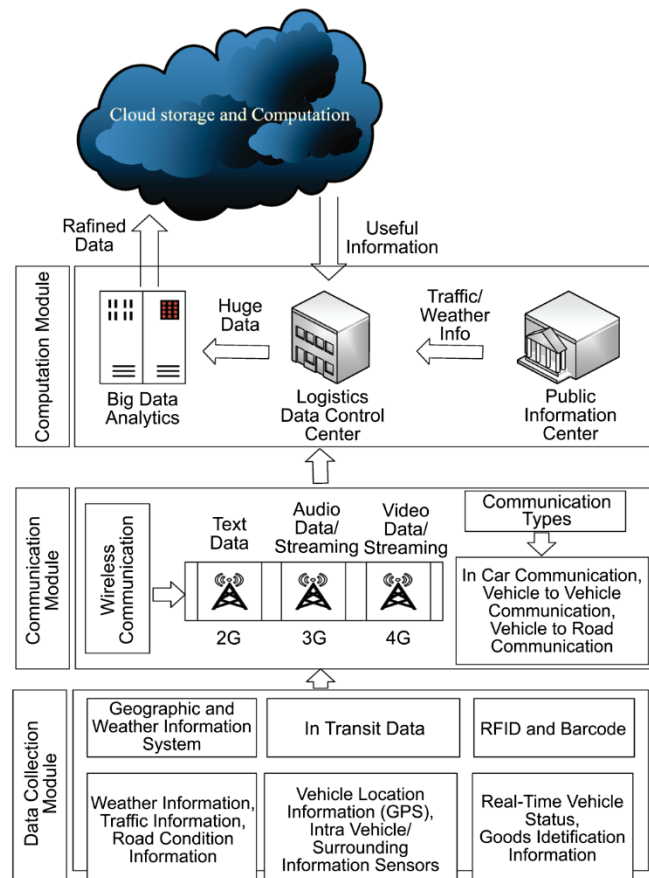 Cloud storage and Computation
Rafined
Data
Useful
Information
Computation Module
Huge
Data
Traffic/
Weather
Info
Big Data
Analytics
Logistics
Data Control
Center
Public
Information
Center
Communication
Module
Wireless
Communication
Text
Data
Audio
Data/
Streaming
Video
Data/Streaming
2G
3G
4G
Communication
Types
In Car Communication,
Vehicle to Vehicle
Communication,
Vehicle to Road
Communication
Data Collection
Module
Geographic and
Weather Information
System
In Transit Data
RFID and Barcode
Weather Information,
Traffic Information,
Road Condition
Information
Vehicle Location
Information (GPS),
Intra Vehicle/
Surrounding
Information Sensors
Real-Time Vehicle
Status,
Goods Idetification
Information